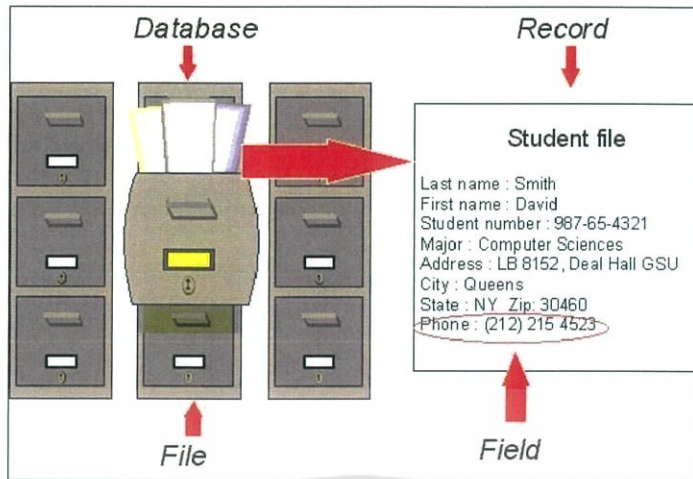 Database
Record
Student file
Last name : Smith
First name : David
Student number : 987-65-4321
Major : Computer Sciences
Address : LB 8152, Deal Hall GSU
City : Queens
State : NY  Zip: 30460
Phone : (212) 215 4523
File
Field